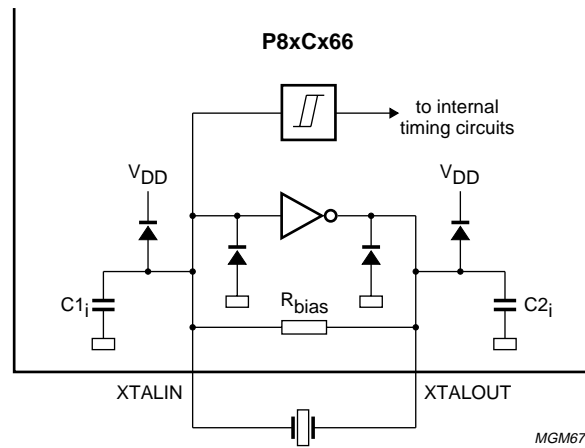 P8xCx66
to internal
timing circuits
VDD
VDD
C1i
Rbias
C2i
XTALIN
XTALOUT
MGM67